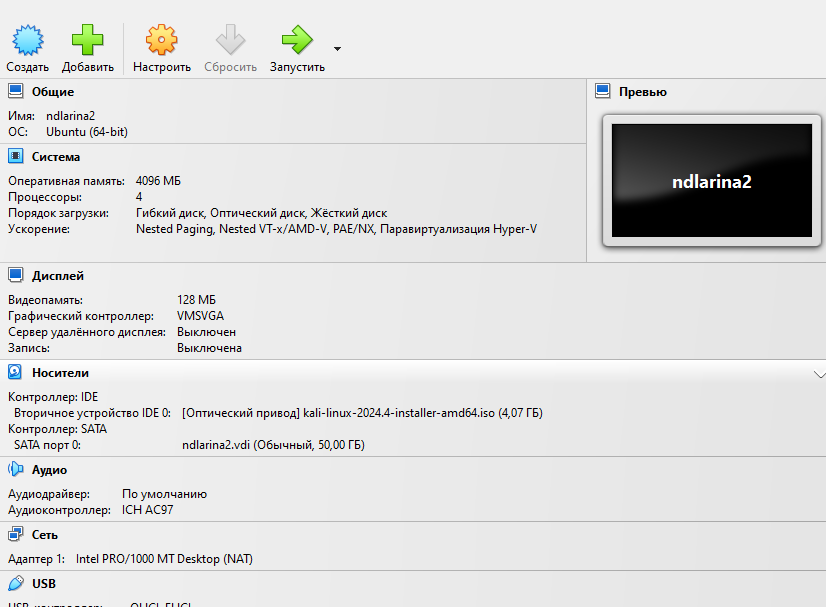 Создать Добавить Настроить Сбросить Запустить
Общие
Имя: ndlarina2
ОС: Ubuntu (64-bit)
Превью
ndlarina2
Система
Оперативная память: 4096 МБ
Процессоры: 4
Порядок загрузки: Гибкий диск, Оптический диск, Жёсткий диск
Ускорение: Nested Paging, Nested VT-x/AMD-V, PAE/NX, Паравиртуализация Hyper-V
Дисплей
Видеопамять: 128 МБ
Графический контроллер: VMSVGA
Сервер удалённого дисплея: Выключен
Запись: Выключена
Носители
Контроллер: IDE
Вторичное устройство IDE 0: [Оптический привод] kali-linux-2024.4-installer-amd64.iso (4,07 ГБ)
Контроллер: SATA
SATA порт 0: ndlarina2.vdi (Обычный, 50,00 ГБ)
Аудио
Аудиодрайвер: По умолчанию
Аудиоконтроллер: ICH AC97
Сеть
Адаптер 1: Intel PRO/1000 MT Desktop (NAT)
USB